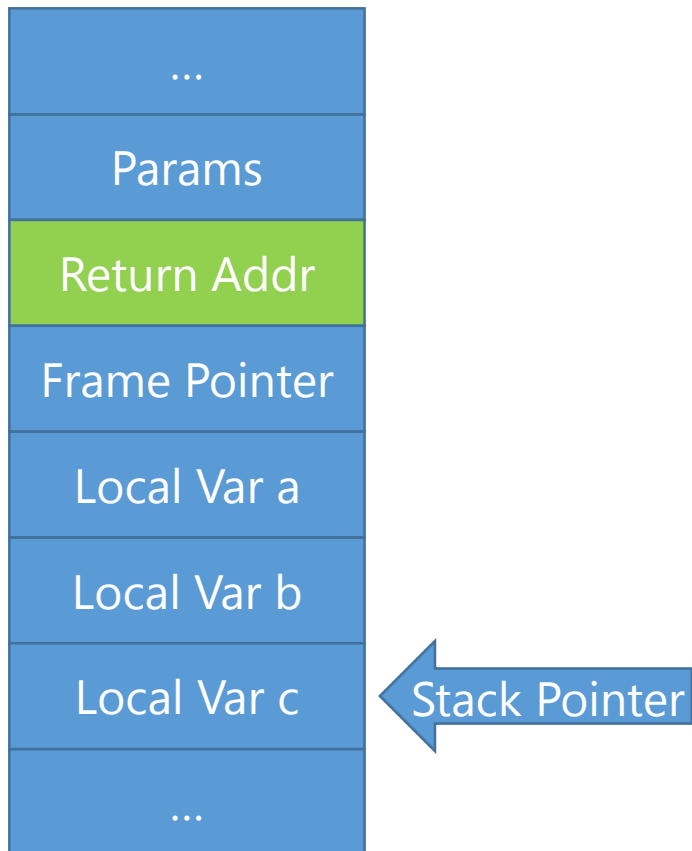 ...
Params
Return Addr
Frame Pointer
Local Var a
Local Var b
Local Var c
Stack Pointer
...